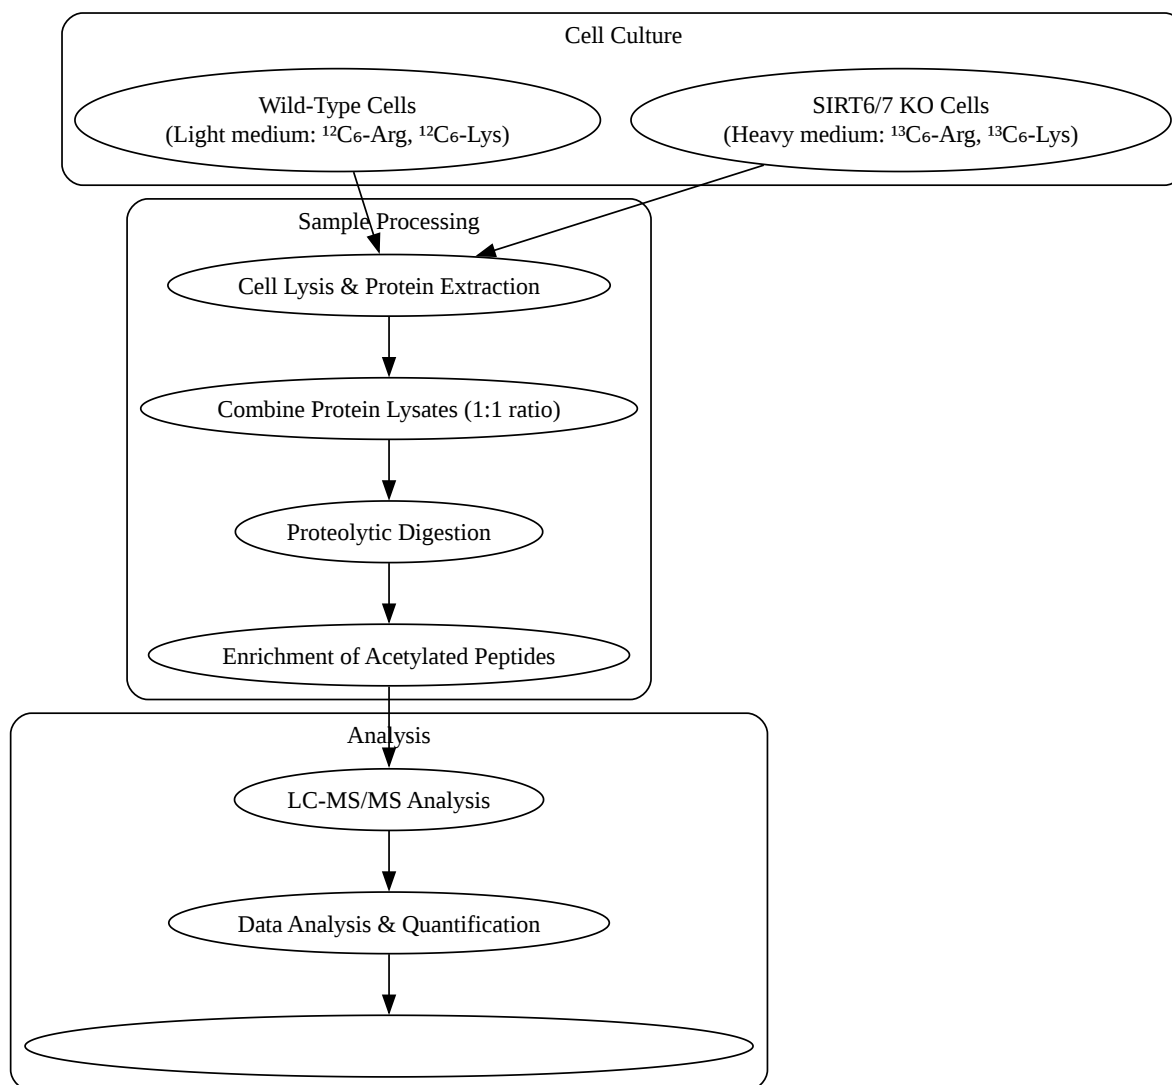 Cell Culture
Wild-Type Cells
(Light medium: ¹²C₆-Arg, ¹²C₆-Lys)
SIRT6/7 KO Cells
(Heavy medium: ¹³C₆-Arg, ¹³C₆-Lys)
Sample Processing
Cell Lysis & Protein Extraction
Combine Protein Lysates (1:1 ratio)
Proteolytic Digestion
Enrichment of Acetylated Peptides
Analysis
LC-MS/MS Analysis
Data Analysis & Quantification